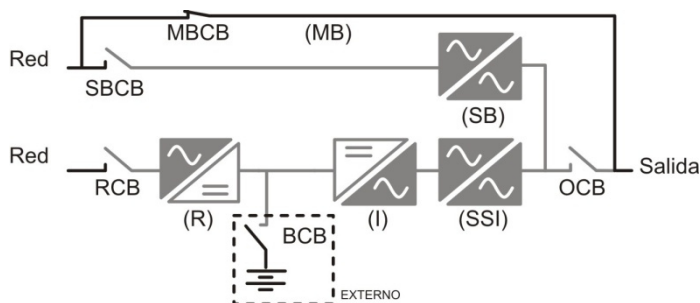 MBCB (MB)
Red
SBCB
(SB)
Red
RCB
(R)
(I)
(SSI)
OCB
Salida
BCB
EXTERNO